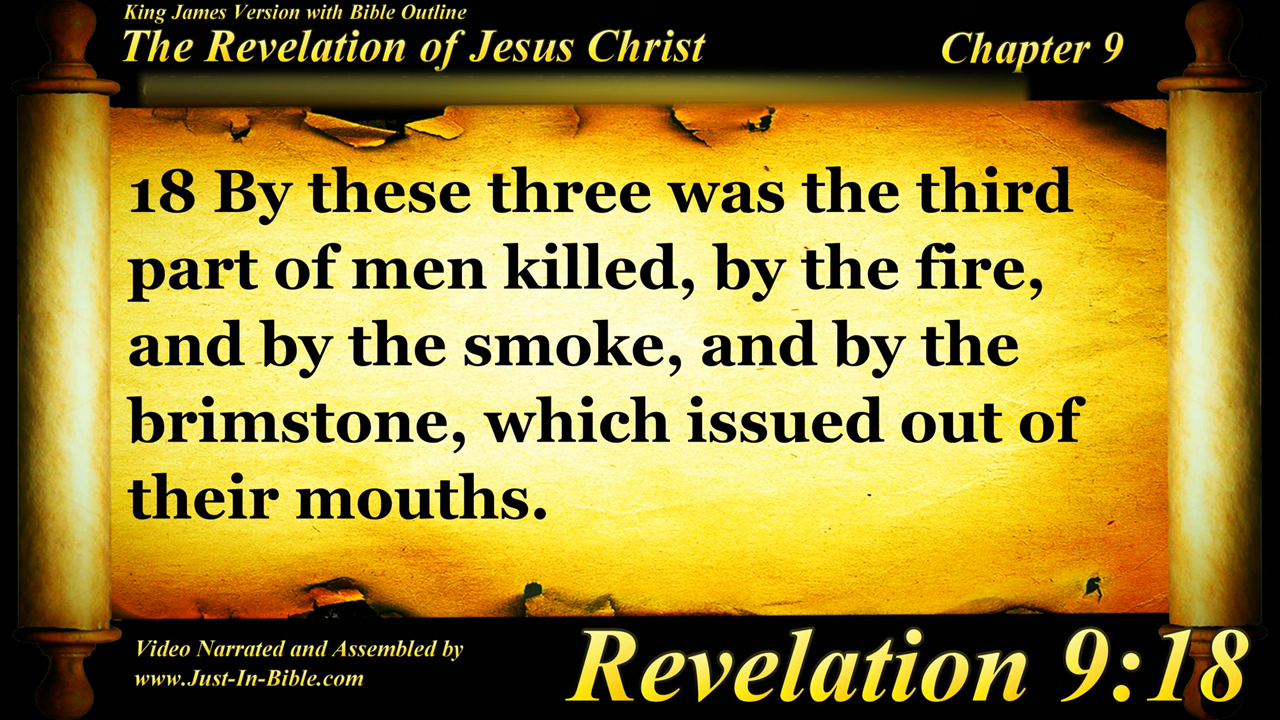 King James Version with Bible Outline
The Revelation of Jesus Christ
Chapter 9
18 By these three was the third
part of men killed, by the fire,
and by the smoke, and by the
brimstone, which issued out of
their mouths.
Video Narrated and Assembled by
www.Just-In-Bible.com
Revelation 9:18